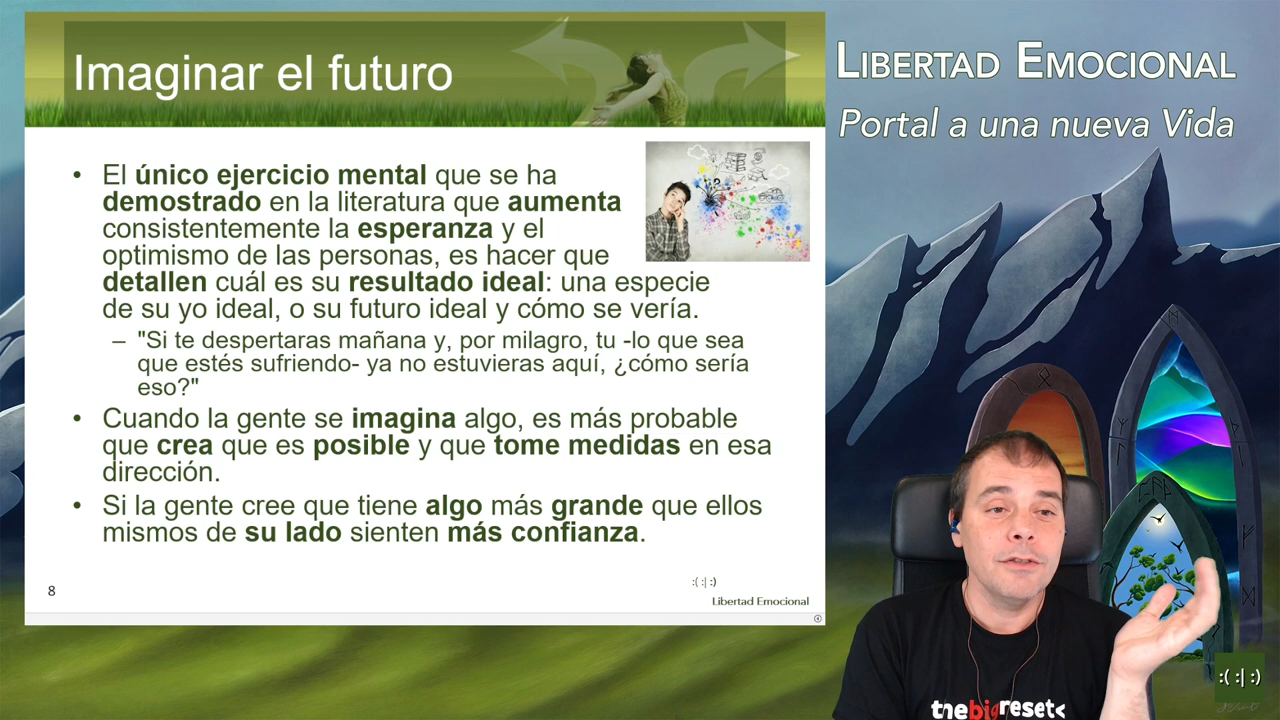 Imaginar el futuro
• El único ejercicio mental que se ha
demostrado en la literatura que aumenta
consistentemente la esperanza y el
optimismo de las personas, es hacer que
detallen cuál es su resultado ideal: una especie
de su yo ideal, o su futuro ideal y cómo se vería.
– "Si te despertaras mañana y, por milagro, tu -lo que sea
que estés sufriendo- ya no estuvieras aquí, ¿cómo sería
eso?"
• Cuando la gente se imagina algo, es más probable
que crea que es posible y que tome medidas en esa
dirección.
• Si la gente cree que tiene algo más grande que ellos
mismos de su lado sienten más confianza.
8
:( :| :)
Libertad Emocional
LIBERTAD EMOCIONAL
Portal a una nueva Vida
thebigreset<
:( :| :)